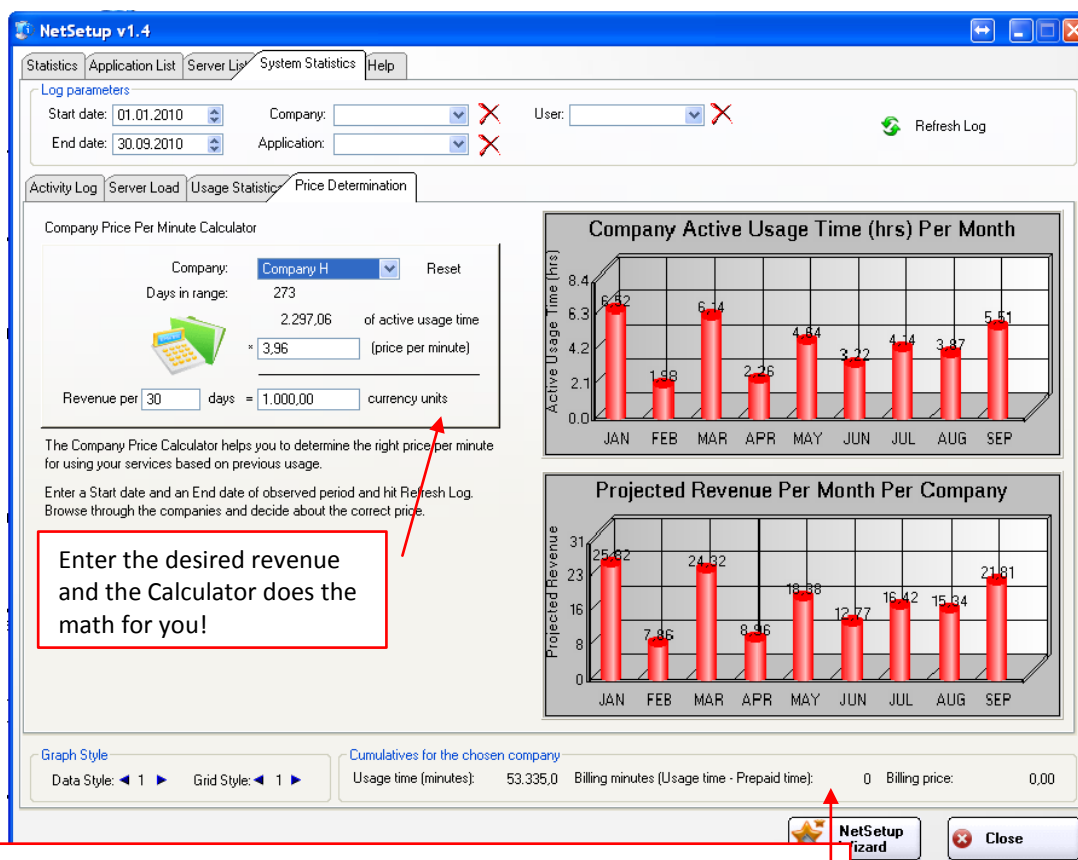 NetSetup v1.4
Statistics Application List Server List System Statistics Help
Log parameters
Start date: 01.01.2010 Company: User:
Refresh Log
End date: 30.09.2010 Application:
Activity Log Server Load Usage Statistics Price Determination
Company Price Per Minute Calculator
Company: Company H Reset
Days in range: 273
2.297,06 of active usage time
* 3,96 (price per minute)
Revenue per 30 days = 1.000,00 currency units
The Company Price Calculator helps you to determine the right price per minute
for using your services based on previous usage.
Enter a Start date and an End date of observed period and hit Refresh Log.
Browse through the companies and decide about the correct price.
Enter the desired revenue
and the Calculator does the
math for you!
Company Active Usage Time (hrs) Per Month
Active Usage Time (hrs)
8.4
6.3
4.2
2.1
0.0
6,52 1,98 6,14 2,26 4,64 3,22 4,14 3,87 5,51
JAN FEB MAR APR MAY JUN JUL AUG SEP
Projected Revenue Per Month Per Company
Projected Revenue
31
23
16
8
0
25,82 7,86 24,32 8,96 18,38 12,77 16,42 15,34 21,81
JAN FEB MAR APR MAY JUN JUL AUG SEP
Graph Style
Data Style: 1 Grid Style: 1
Cumulatives for the chosen company
Usage time (minutes): 53.335,0 Billing minutes (Usage time - Prepaid time): 0 Billing price: 0,00
NetSetup
Wizard
Close